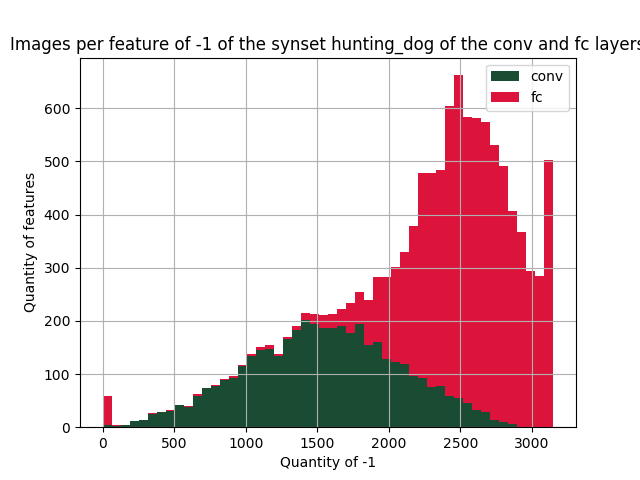 Images per feature of -1 of the synset hunting_dog of the conv and fc layers
conv
fc
Quantity of features
600
500
400
300
200
100
0
0 500 1000 1500 2000 2500 3000
Quantity of -1